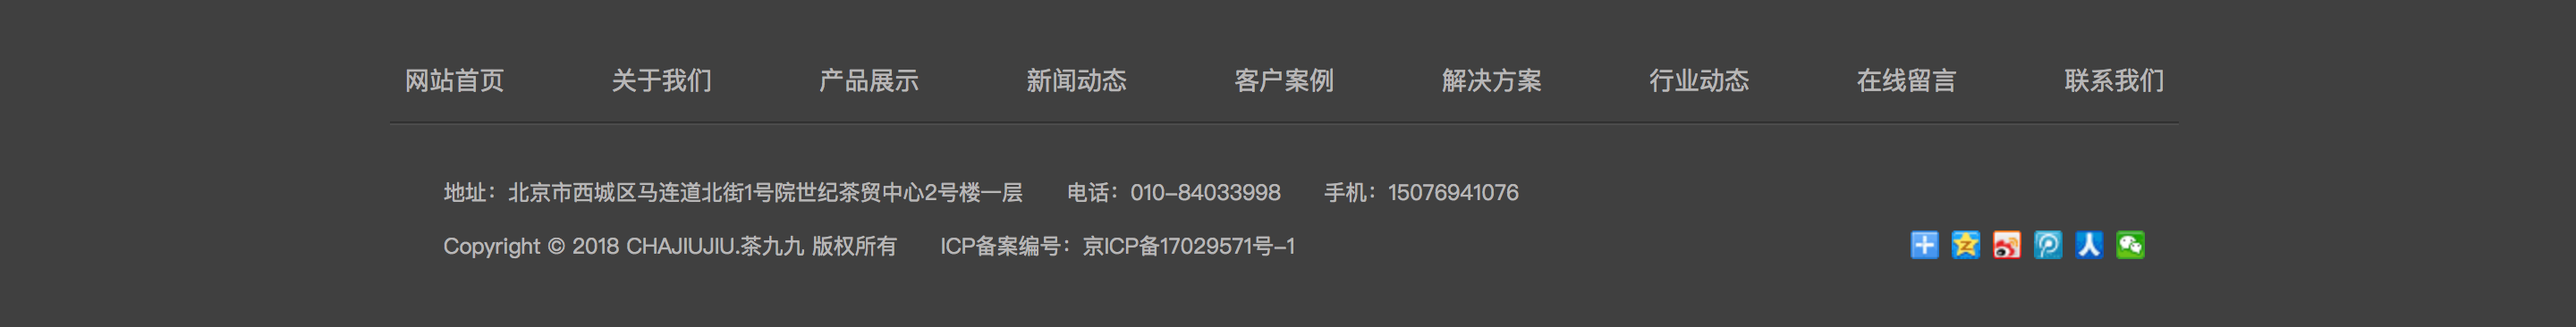 网站首页 关于我们 产品展示 新闻动态 客户案例 解决方案 行业动态 在线留言 联系我们
地址：北京市西城区马连道北街1号院世纪茶贸中心2号楼一层 电话：010-84033998 手机：15076941076
Copyright © 2018 CHAJIUJIU.茶九九 版权所有 ICP备案编号：京ICP备17029571号-1